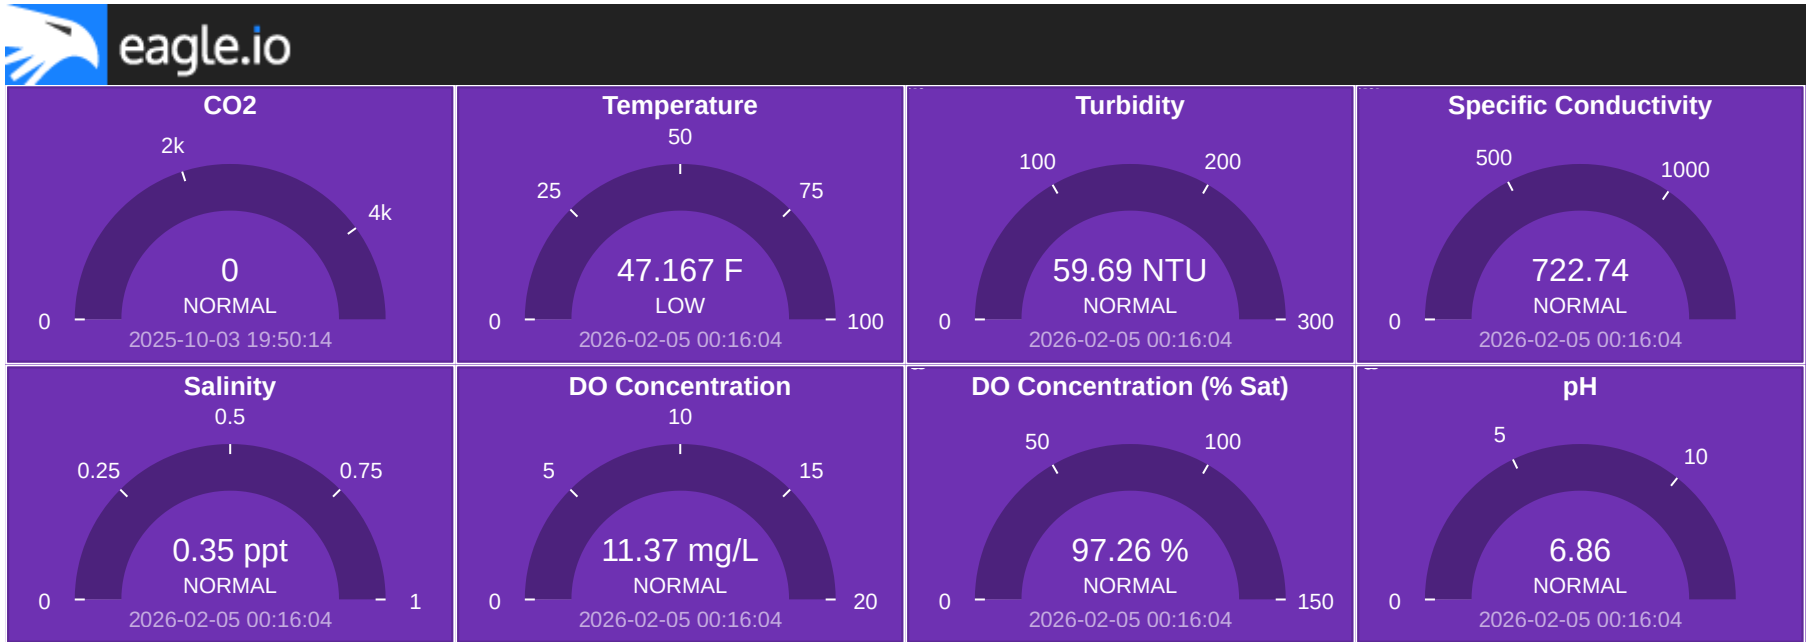 eagle.io
CO2
2k
4k
0
NORMAL
0
2025-10-03 19:50:14
Temperature
50
25
75
47.167 F
LOW
0
100
2026-02-05 00:16:04
Turbidity
100
200
59.69 NTU
NORMAL
0
300
2026-02-05 00:16:04
Specific Conductivity
500
1000
722.74
NORMAL
0
2026-02-05 00:16:04
Salinity
0.5
0.25
0.75
0.35 ppt
NORMAL
0
1
2026-02-05 00:16:04
DO Concentration
10
5
15
11.37 mg/L
NORMAL
0
20
2026-02-05 00:16:04
DO Concentration (% Sat)
50
100
97.26 %
NORMAL
0
150
2026-02-05 00:16:04
pH
5
10
6.86
NORMAL
0
2026-02-05 00:16:04